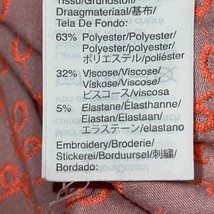 Tissu/Grundstoff/
Draagmateriaal/基布/
Tela De Fondo:
63% Polyester/Polyester/
Polyester/polyester/
ポリエステル/poliéster
32% Viscose/Viscose/
Viskose/Viscose/
ビスコース/viscosa
5% Elastane/Élasthanne/
Elastan/Elastaan/
エラステーン/elastano
Embroidery/Broderie/
Stickerei/Borduursel/刺繍/
Bordado: